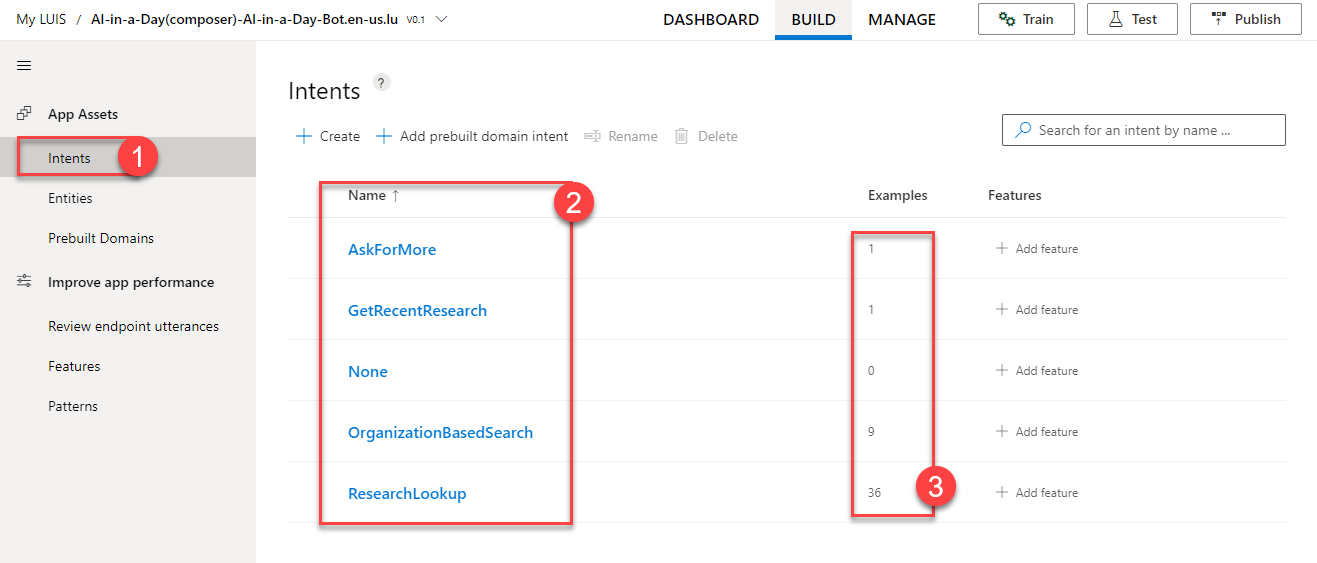 My LUIS / AI-in-a-Day(composer)-AI-in-a-Day-Bot.en-us.lu V0.1 DASHBOARD BUILD MANAGE Train Test Publish
Intents ?
App Assets
+ Create + Add prebuilt domain intent Rename Delete Search for an intent by name ...
Intents 1
Entities
Prebuilt Domains
Improve app performance
Review endpoint utterances
Features
Patterns
Name ↑ 2 Examples Features
AskForMore 1 + Add feature
GetRecentResearch 1 + Add feature
None 0 + Add feature
OrganizationBasedSearch 9 + Add feature
ResearchLookup 36 3 + Add feature